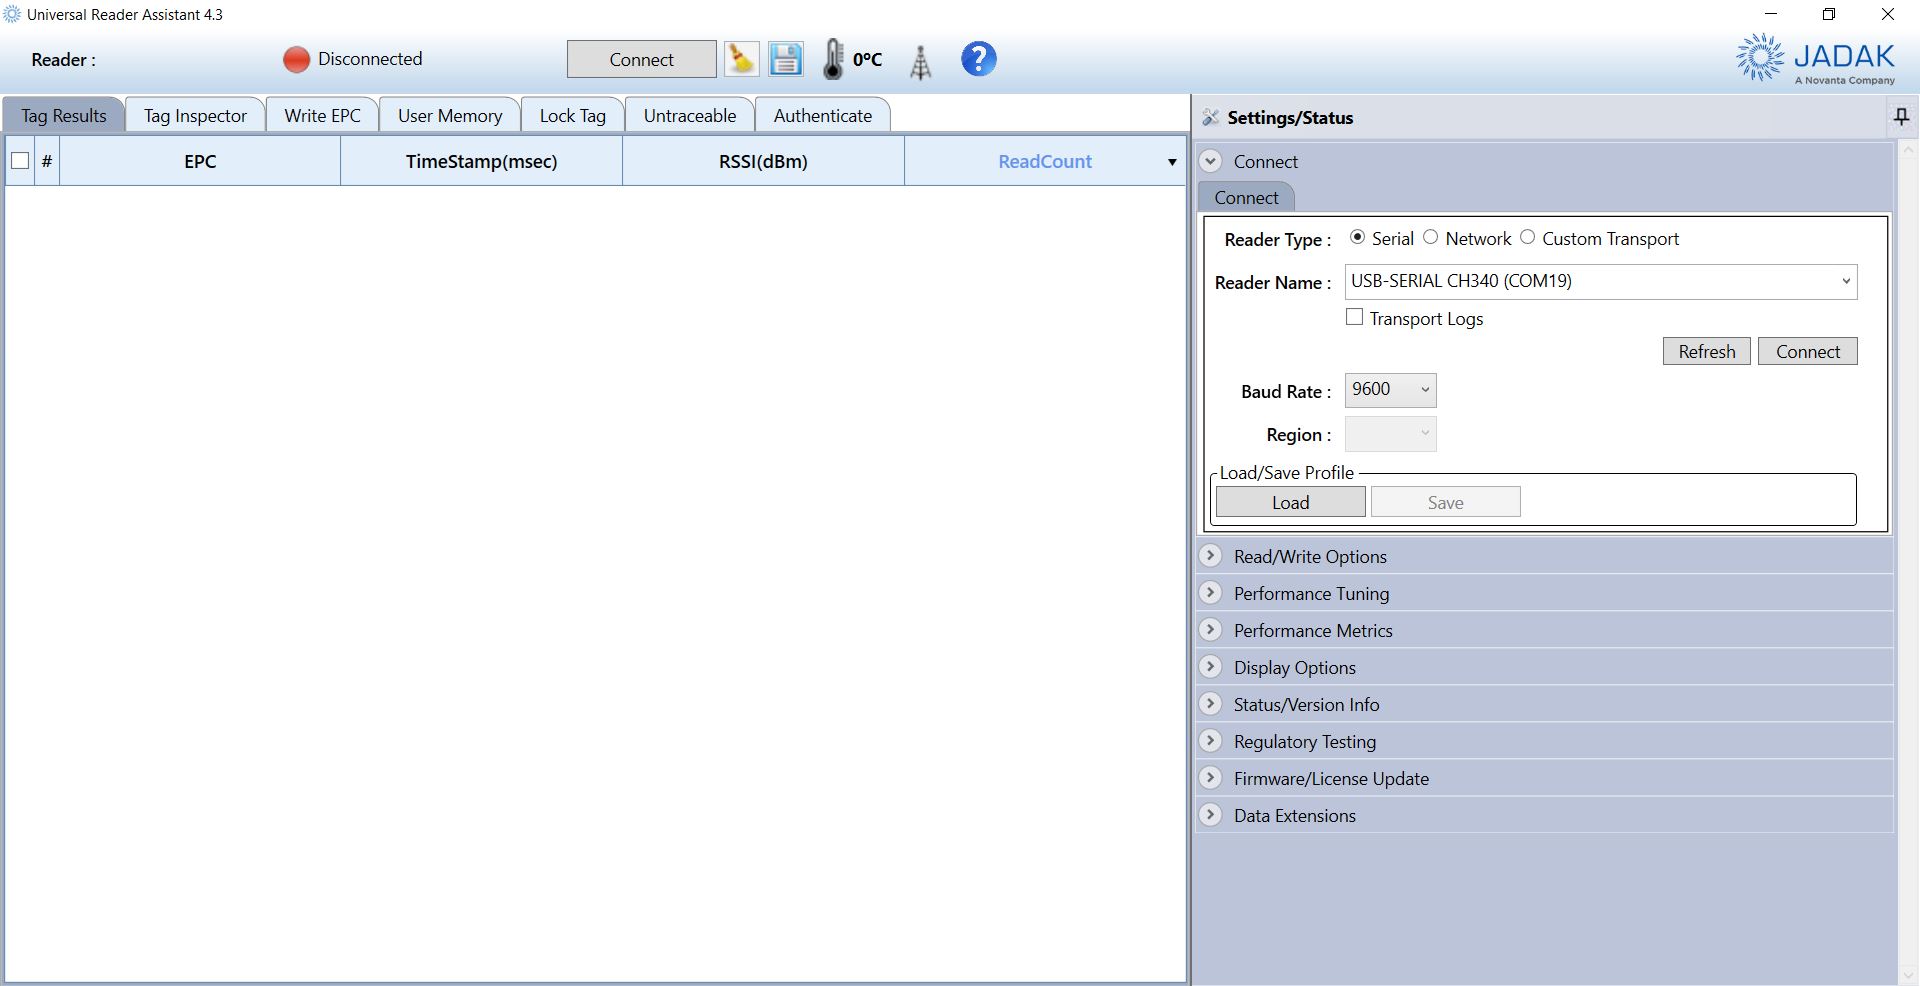 Universal Reader Assistant 4.3
Reader :
Disconnected
Connect
0ºC
?
JADAK
A Novanta Company
Tag Results
Tag Inspector
Write EPC
User Memory
Lock Tag
Untraceable
Authenticate
# EPC TimeStamp(msec) RSSI(dBm) ReadCount
Settings/Status
Connect
Connect
Reader Type : Serial Network Custom Transport
Reader Name : USB-SERIAL CH340 (COM19)
Transport Logs
Refresh Connect
Baud Rate : 9600
Region :
Load/Save Profile
Load Save
Read/Write Options
Performance Tuning
Performance Metrics
Display Options
Status/Version Info
Regulatory Testing
Firmware/License Update
Data Extensions